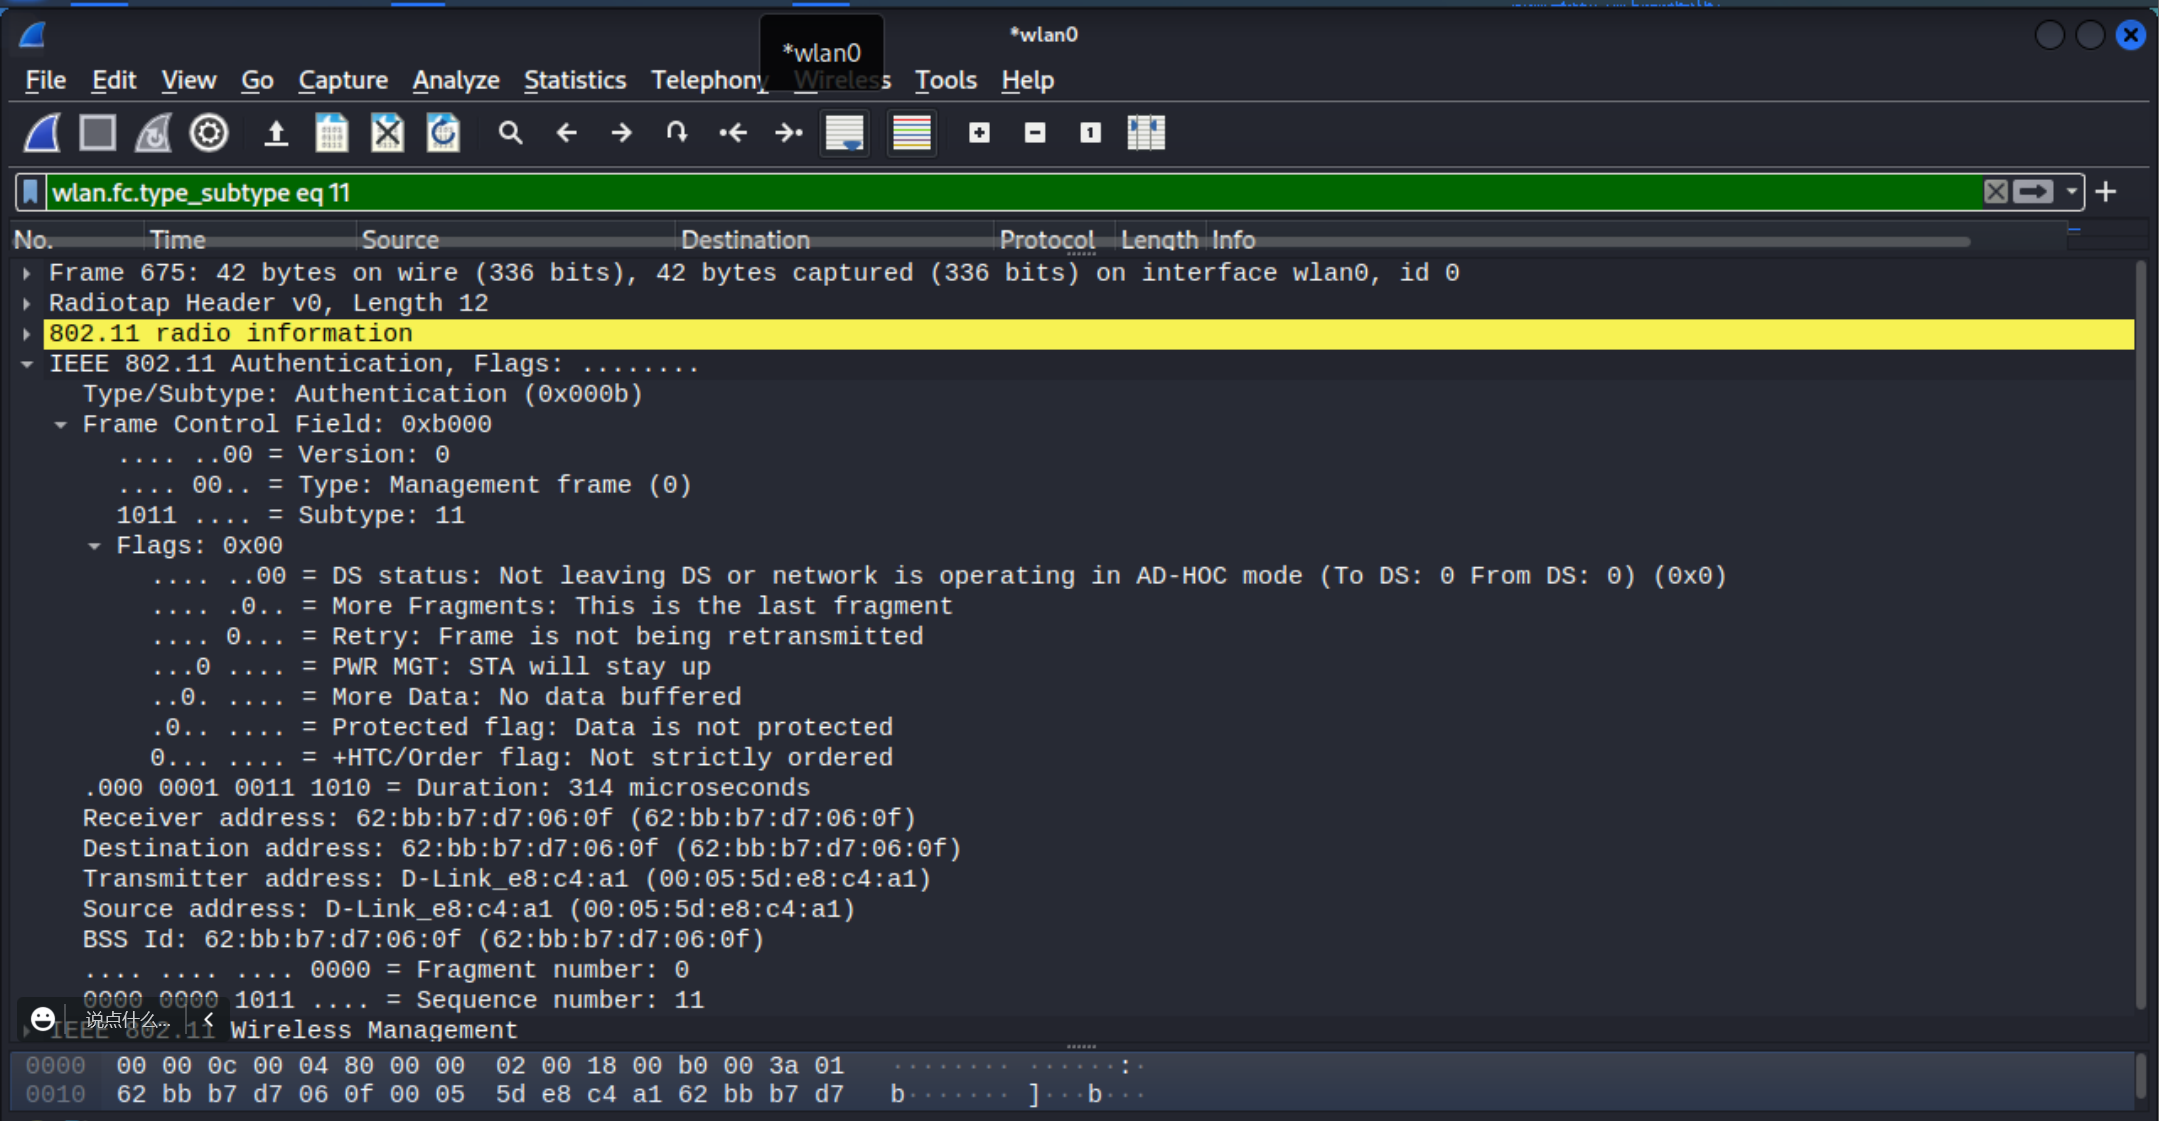 *wlan0
*wlan0
File Edit View Go Capture Analyze Statistics Telephony Wireless Tools Help
wlan.fc.type_subtype eq 11
No. Time Source Destination Protocol Length Info
Frame 675: 42 bytes on wire (336 bits), 42 bytes captured (336 bits) on interface wlan0, id 0
Radiotap Header v0, Length 12
802.11 radio information
IEEE 802.11 Authentication, Flags: ........
Type/Subtype: Authentication (0x000b)
Frame Control Field: 0xb000
.... ..00 = Version: 0
.... 00.. = Type: Management frame (0)
1011 .... = Subtype: 11
Flags: 0x00
.... ..00 = DS status: Not leaving DS or network is operating in AD-HOC mode (To DS: 0 From DS: 0) (0x0)
.... .0.. = More Fragments: This is the last fragment
.... 0... = Retry: Frame is not being retransmitted
...0 .... = PWR MGT: STA will stay up
..0. .... = More Data: No data buffered
.0.. .... = Protected flag: Data is not protected
0... .... = +HTC/Order flag: Not strictly ordered
.000 0001 0011 1010 = Duration: 314 microseconds
Receiver address: 62:bb:b7:d7:06:0f (62:bb:b7:d7:06:0f)
Destination address: 62:bb:b7:d7:06:0f (62:bb:b7:d7:06:0f)
Transmitter address: D-Link_e8:c4:a1 (00:05:5d:e8:c4:a1)
Source address: D-Link_e8:c4:a1 (00:05:5d:e8:c4:a1)
BSS Id: 62:bb:b7:d7:06:0f (62:bb:b7:d7:06:0f)
.... .... .... 0000 = Fragment number: 0
0000 0000 1011 .... = Sequence number: 11
说点什么...
IEEE 802.11 Wireless Management
0000 00 00 0c 00 04 80 00 00 02 00 18 00 b0 00 3a 01 ········ ······:·
0010 62 bb b7 d7 06 0f 00 05 5d e8 c4 a1 62 bb b7 d7 b······· ]···b···